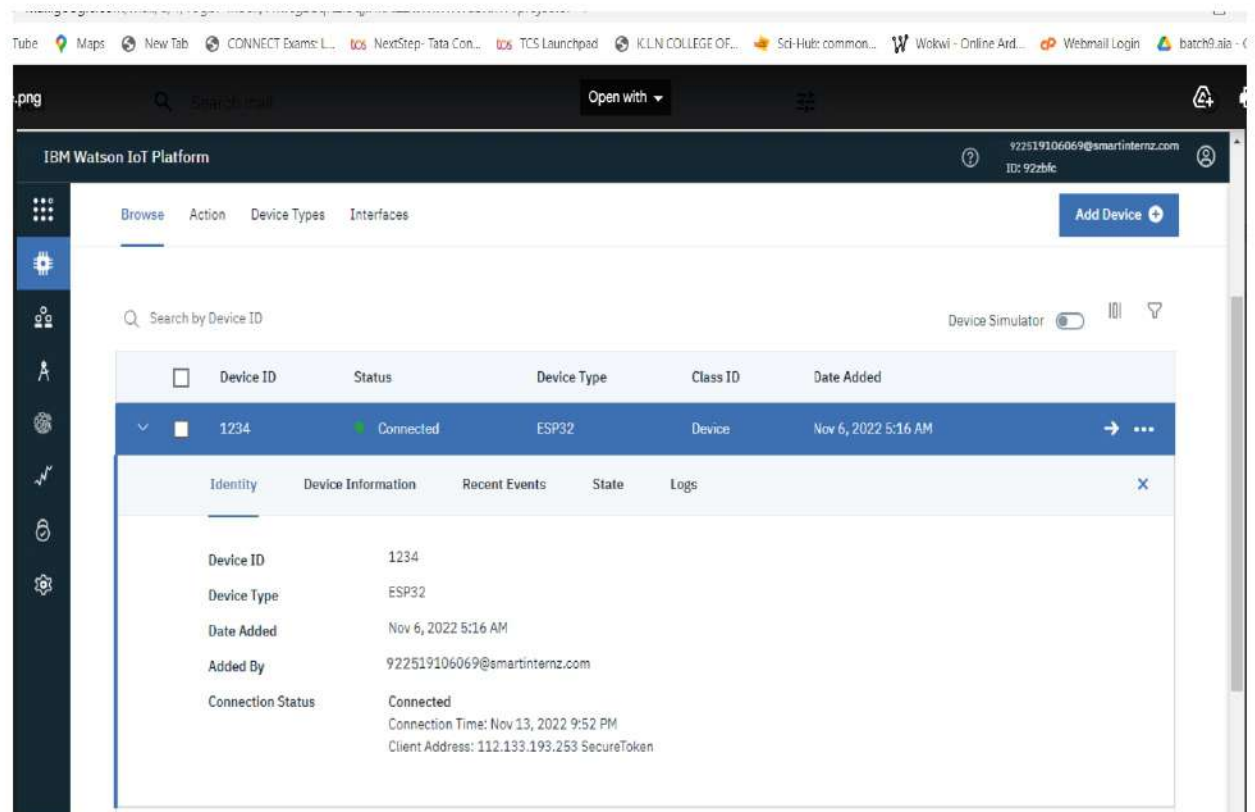 Tube Maps New Tab CONNECT Exams: L... tcs NextStep- Tata Con... tcs TCS Launchpad K.L.N COLLEGE OF... Sci-Hub: common... W Wokwi - Online Ard... cP Webmail Login batch9.aia -
.png Search mail Open with
IBM Watson IoT Platform
922519106069@smartinternz.com
ID: 92zbfc
Browse Action Device Types Interfaces Add Device
Search by Device ID Device Simulator
Device ID Status Device Type Class ID Date Added
1234 Connected ESP32 Device Nov 6, 2022 5:16 AM
Identity Device Information Recent Events State Logs
Device ID 1234
Device Type ESP32
Date Added Nov 6, 2022 5:16 AM
Added By 922519106069@smartinternz.com
Connection Status Connected
Connection Time: Nov 13, 2022 9:52 PM
Client Address: 112.133.193.253 SecureToken